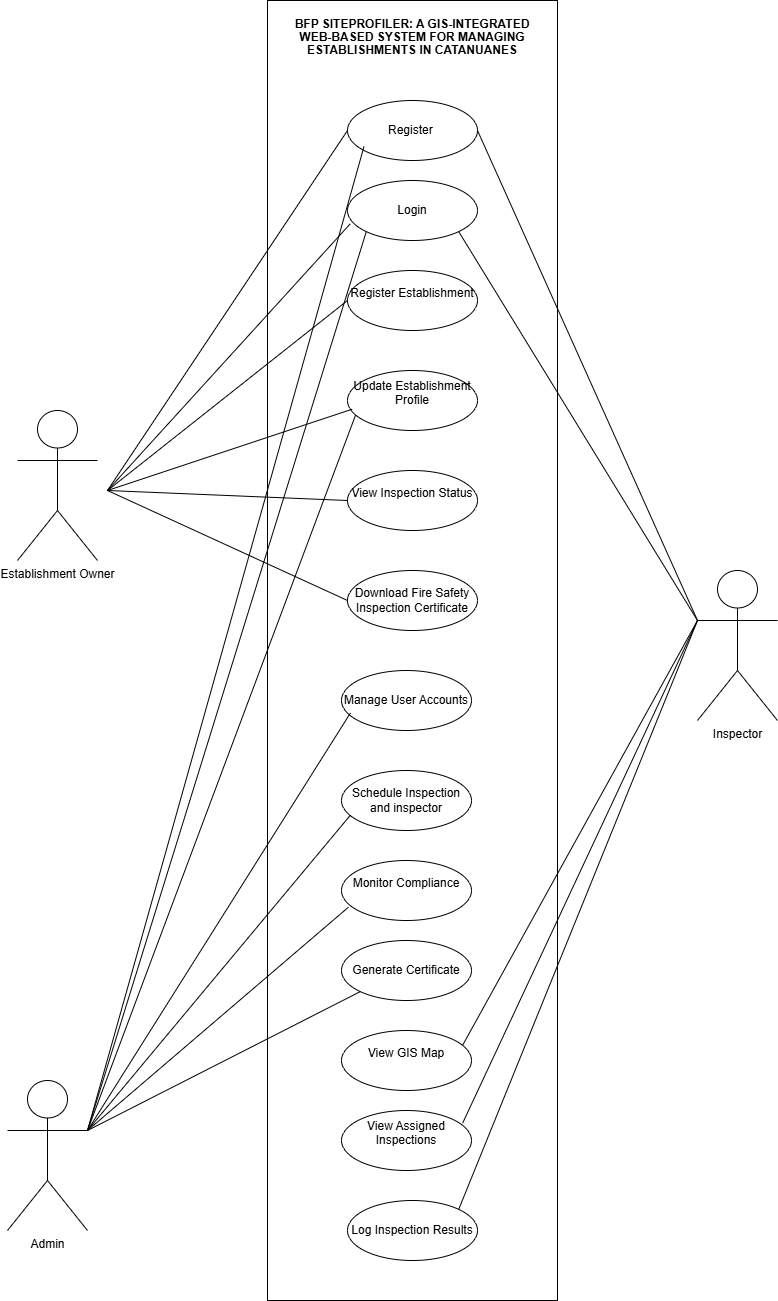 BFP SITEPROFILER: A GIS-INTEGRATED
WEB-BASED SYSTEM FOR MANAGING
ESTABLISHMENTS IN CATANUANES
Register
Login
Register Establishment
Update Establishment
Profile
View Inspection Status
Download Fire Safety
Inspection Certificate
Establishment Owner
Manage User Accounts
Inspector
Schedule Inspection
and inspector
Monitor Compliance
Generate Certificate
View GIS Map
View Assigned
Inspections
Log Inspection Results
Admin